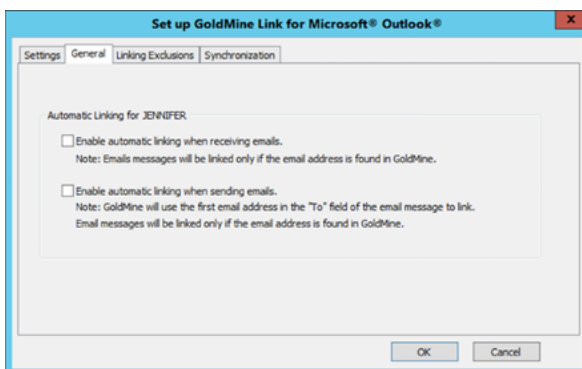 Set up GoldMine Link for Microsoft® Outlook®
x
Settings General Linking Exclusions Synchronization
Automatic Linking for JENNIFER
Enable automatic linking when receiving emails.
Note: Emails messages will be linked only if the email address is found in GoldMine.
Enable automatic linking when sending emails.
Note: GoldMine will use the first email address in the "To" field of the email message to link.
Email messages will be linked only if the email address is found in GoldMine.
OK Cancel